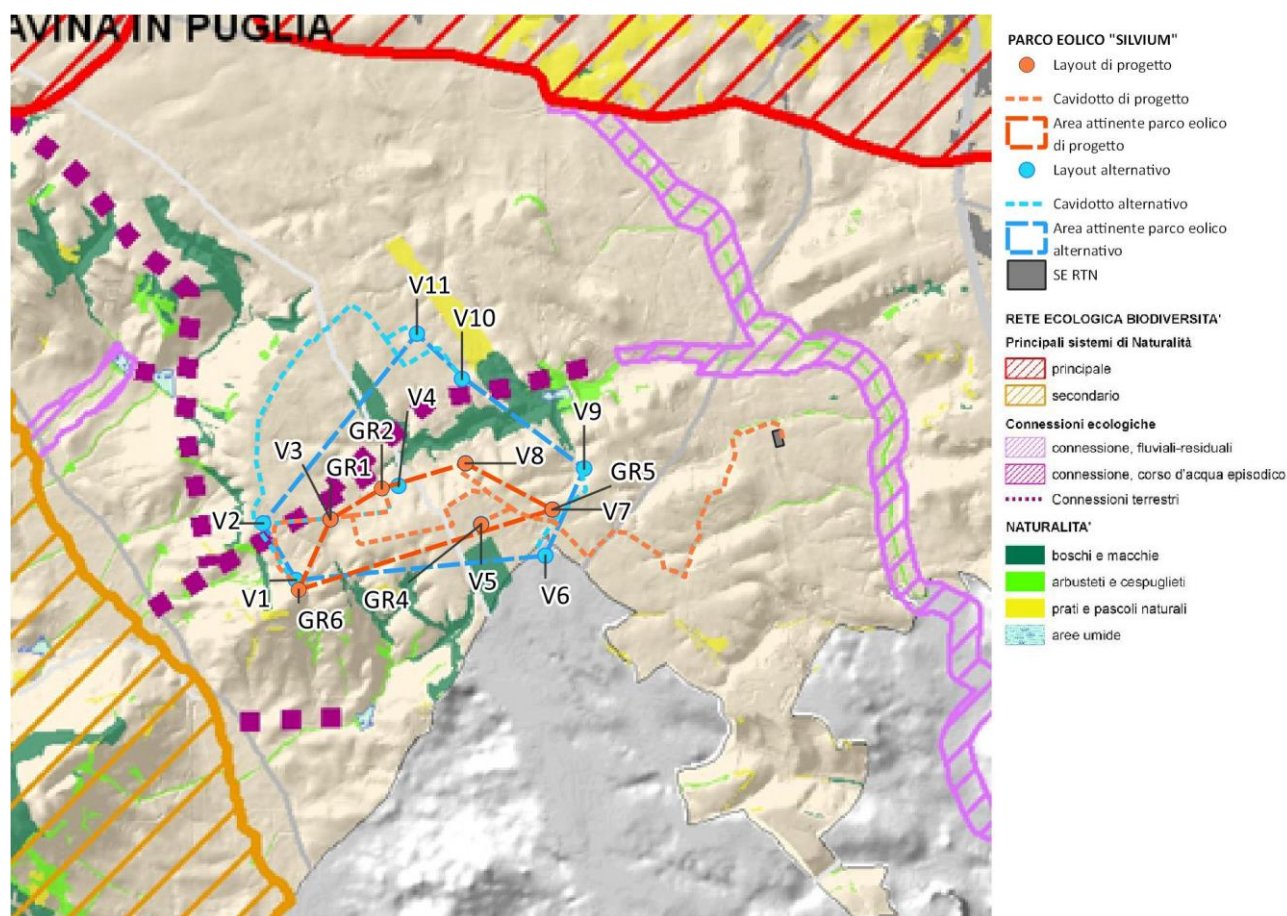 AVINA IN PUGLIA
V11
V10
V4
GR2
V9
V3
GR1
V8
GR5
V2
V7
V1
GR6
GR4
V5
V6
PARCO EOLICO "SILVIUM"
Layout di progetto
Cavidotto di progetto
Area attinente parco eolico
di progetto
Layout alternativo
Cavidotto alternativo
Area attinente parco eolico
alternativo
SE RTN
RETE ECOLOGICA BIODIVERSITA'
Principali sistemi di Naturalità
principale
secondario
Connessioni ecologiche
connessione, fluviali-residuali
connessione, corso d'acqua episodico
Connessioni terrestri
NATURALITA'
boschi e macchie
arbusteti e cespuglieti
prati e pascoli naturali
aree umide